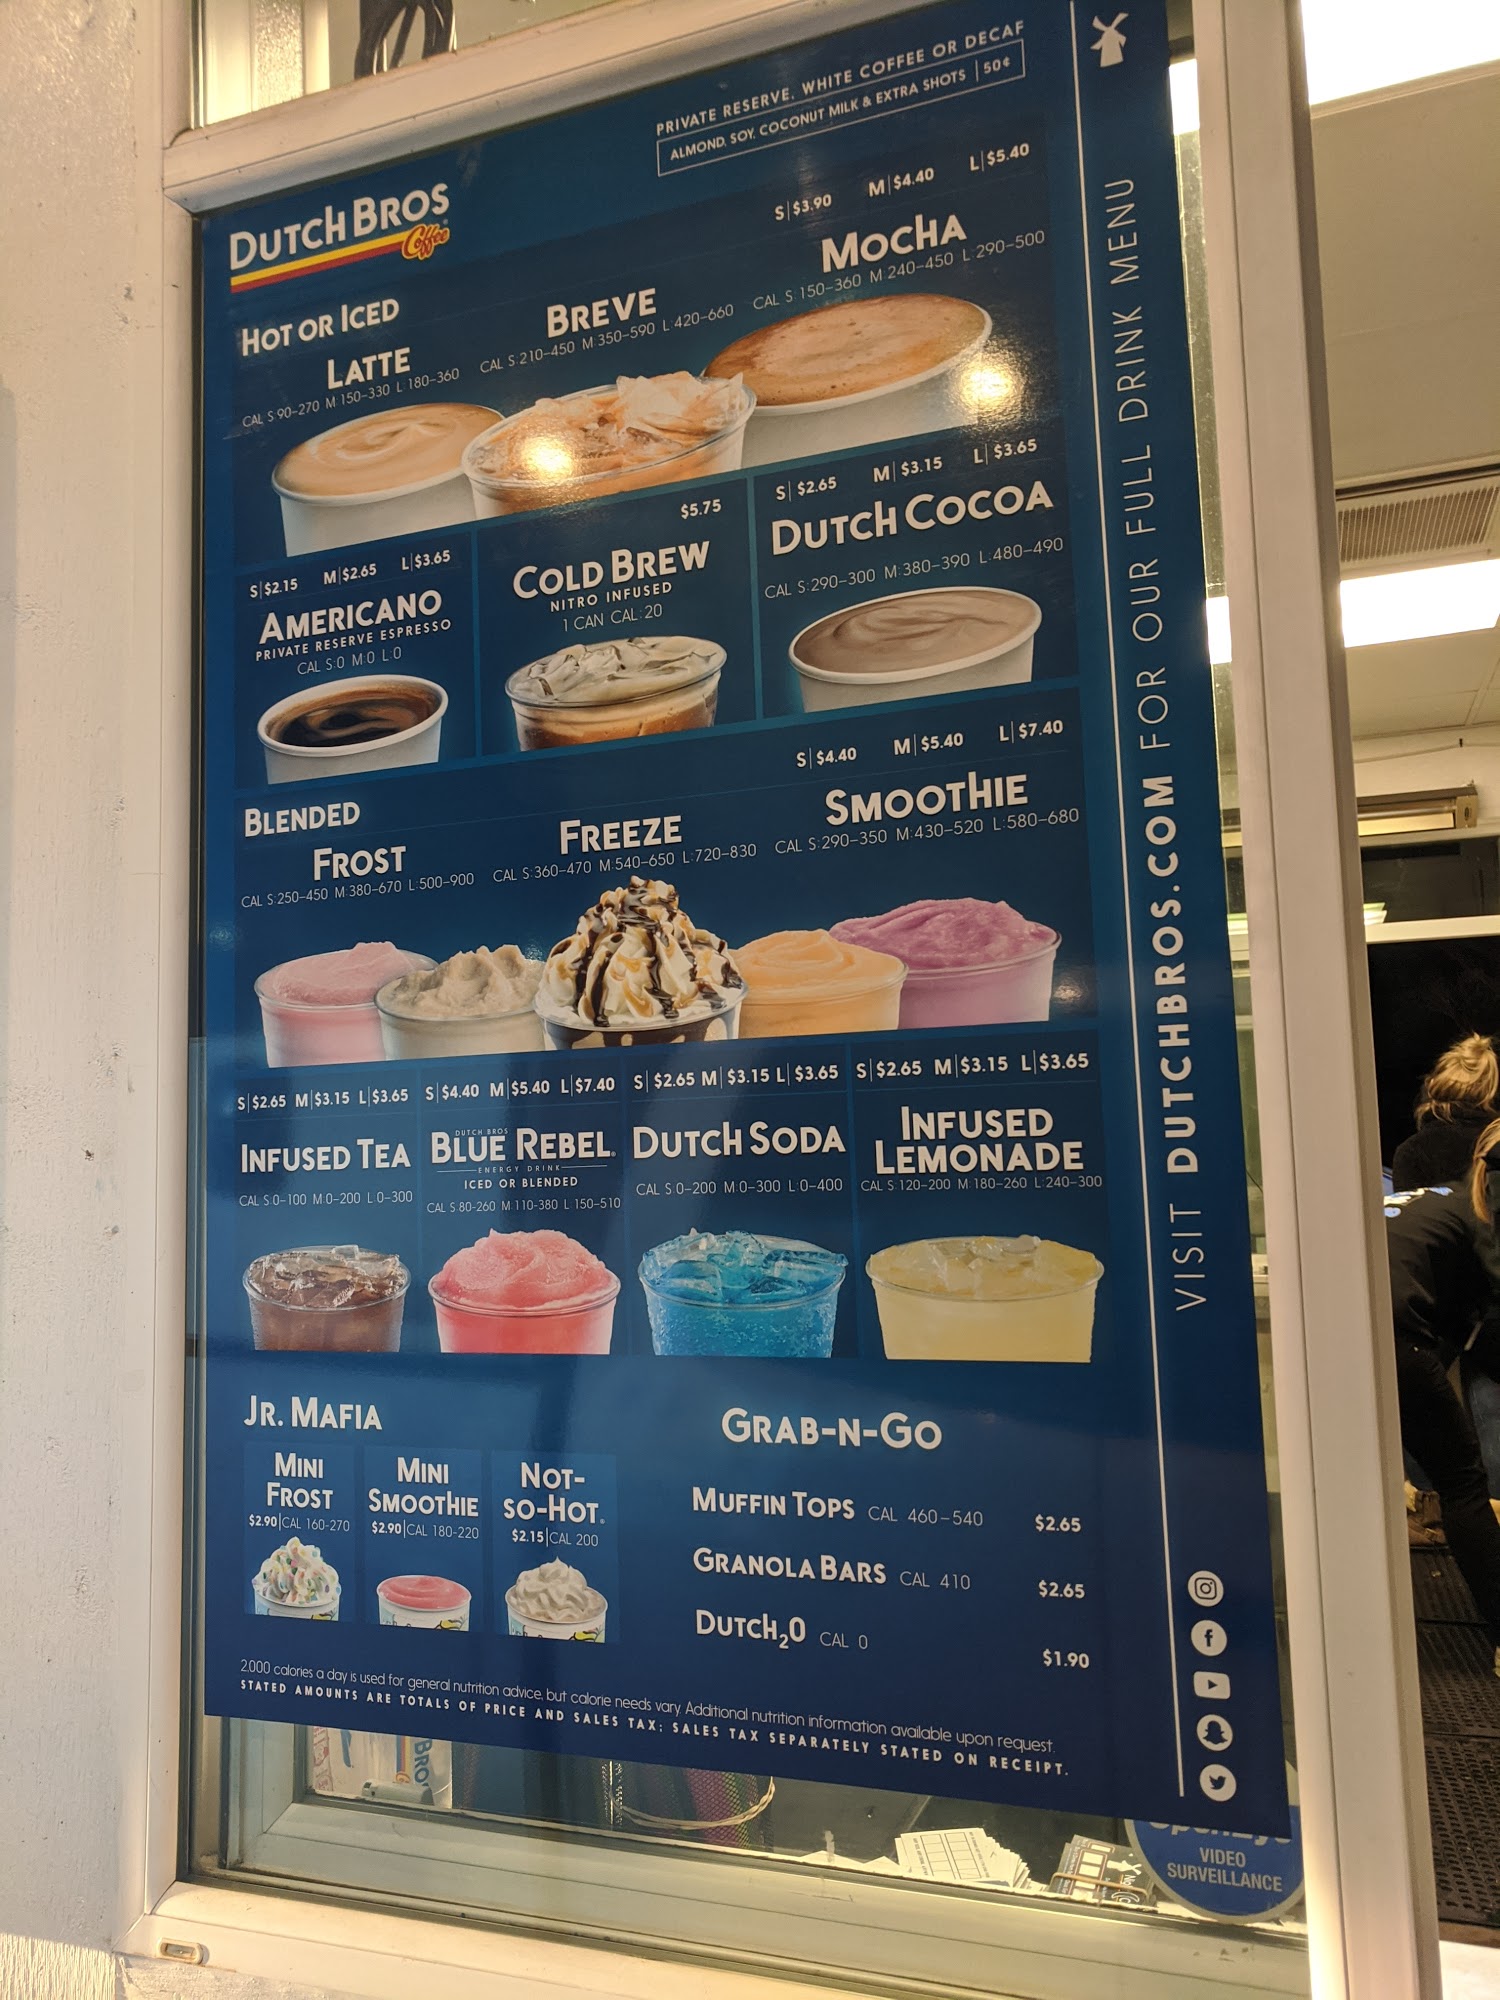 PRIVATE RESERVE, WHITE COFFEE OR DECAF
ALMOND, SOY, COCONUT MILK & EXTRA SHOTS | 50¢
DUTCH BROS
Coffee
S|$3.90 M|$4.40 L|$5.40
HOT OR ICED
LATTE
CAL S:90-270 M:150-330 L:180-360
BREVE
CAL S:210-450 M:350-590 L:420-660
MOCHA
CAL S:150-360 M:240-450 L:290-500
S|$2.15 M|$2.65 L|$3.65
AMERICANO
PRIVATE RESERVE ESPRESSO
CAL S:0 M:0 L:0
$5.75
COLD BREW
NITRO INFUSED
1 CAN CAL:20
S|$2.65 M|$3.15 L|$3.65
DUTCH COCOA
CAL S:290-300 M:380-390 L:480-490
S|$4.40 M|$5.40 L|$7.40
BLENDED
FROST
CAL S:250-450 M:380-670 L:500-900
FREEZE
CAL S:360-470 M:540-650 L:720-830
SMOOTHIE
CAL S:290-350 M:430-520 L:580-680
S|$2.65 M|$3.15 L|$3.65
INFUSED TEA
CAL S:0-100 M:0-200 L:0-300
S|$4.40 M|$5.40 L|$7.40
DUTCH BROS
BLUE REBEL®
ENERGY DRINK
ICED OR BLENDED
CAL S:80-260 M:110-380 L:150-510
S|$2.65 M|$3.15 L|$3.65
DUTCH SODA
CAL S:0-200 M:0-300 L:0-400
S|$2.65 M|$3.15 L|$3.65
INFUSED
LEMONADE
CAL S:120-200 M:180-260 L:240-300
JR. MAFIA
MINI
FROST
$2.90|CAL 160-270
MINI
SMOOTHIE
$2.90|CAL 180-220
NOT-
SO-HOT®
$2.15|CAL 200
GRAB-N-GO
MUFFIN TOPS CAL 460-540 $2.65
GRANOLA BARS CAL 410 $2.65
DUTCH₂O CAL 0 $1.90
2,000 calories a day is used for general nutrition advice, but calorie needs vary. Additional nutrition information available upon request.
STATED AMOUNTS ARE TOTALS OF PRICE AND SALES TAX; SALES TAX SEPARATELY STATED ON RECEIPT.
VISIT DUTCHBROS.COM FOR OUR FULL DRINK MENU
BRO
VIDEO
SURVEILLANCE